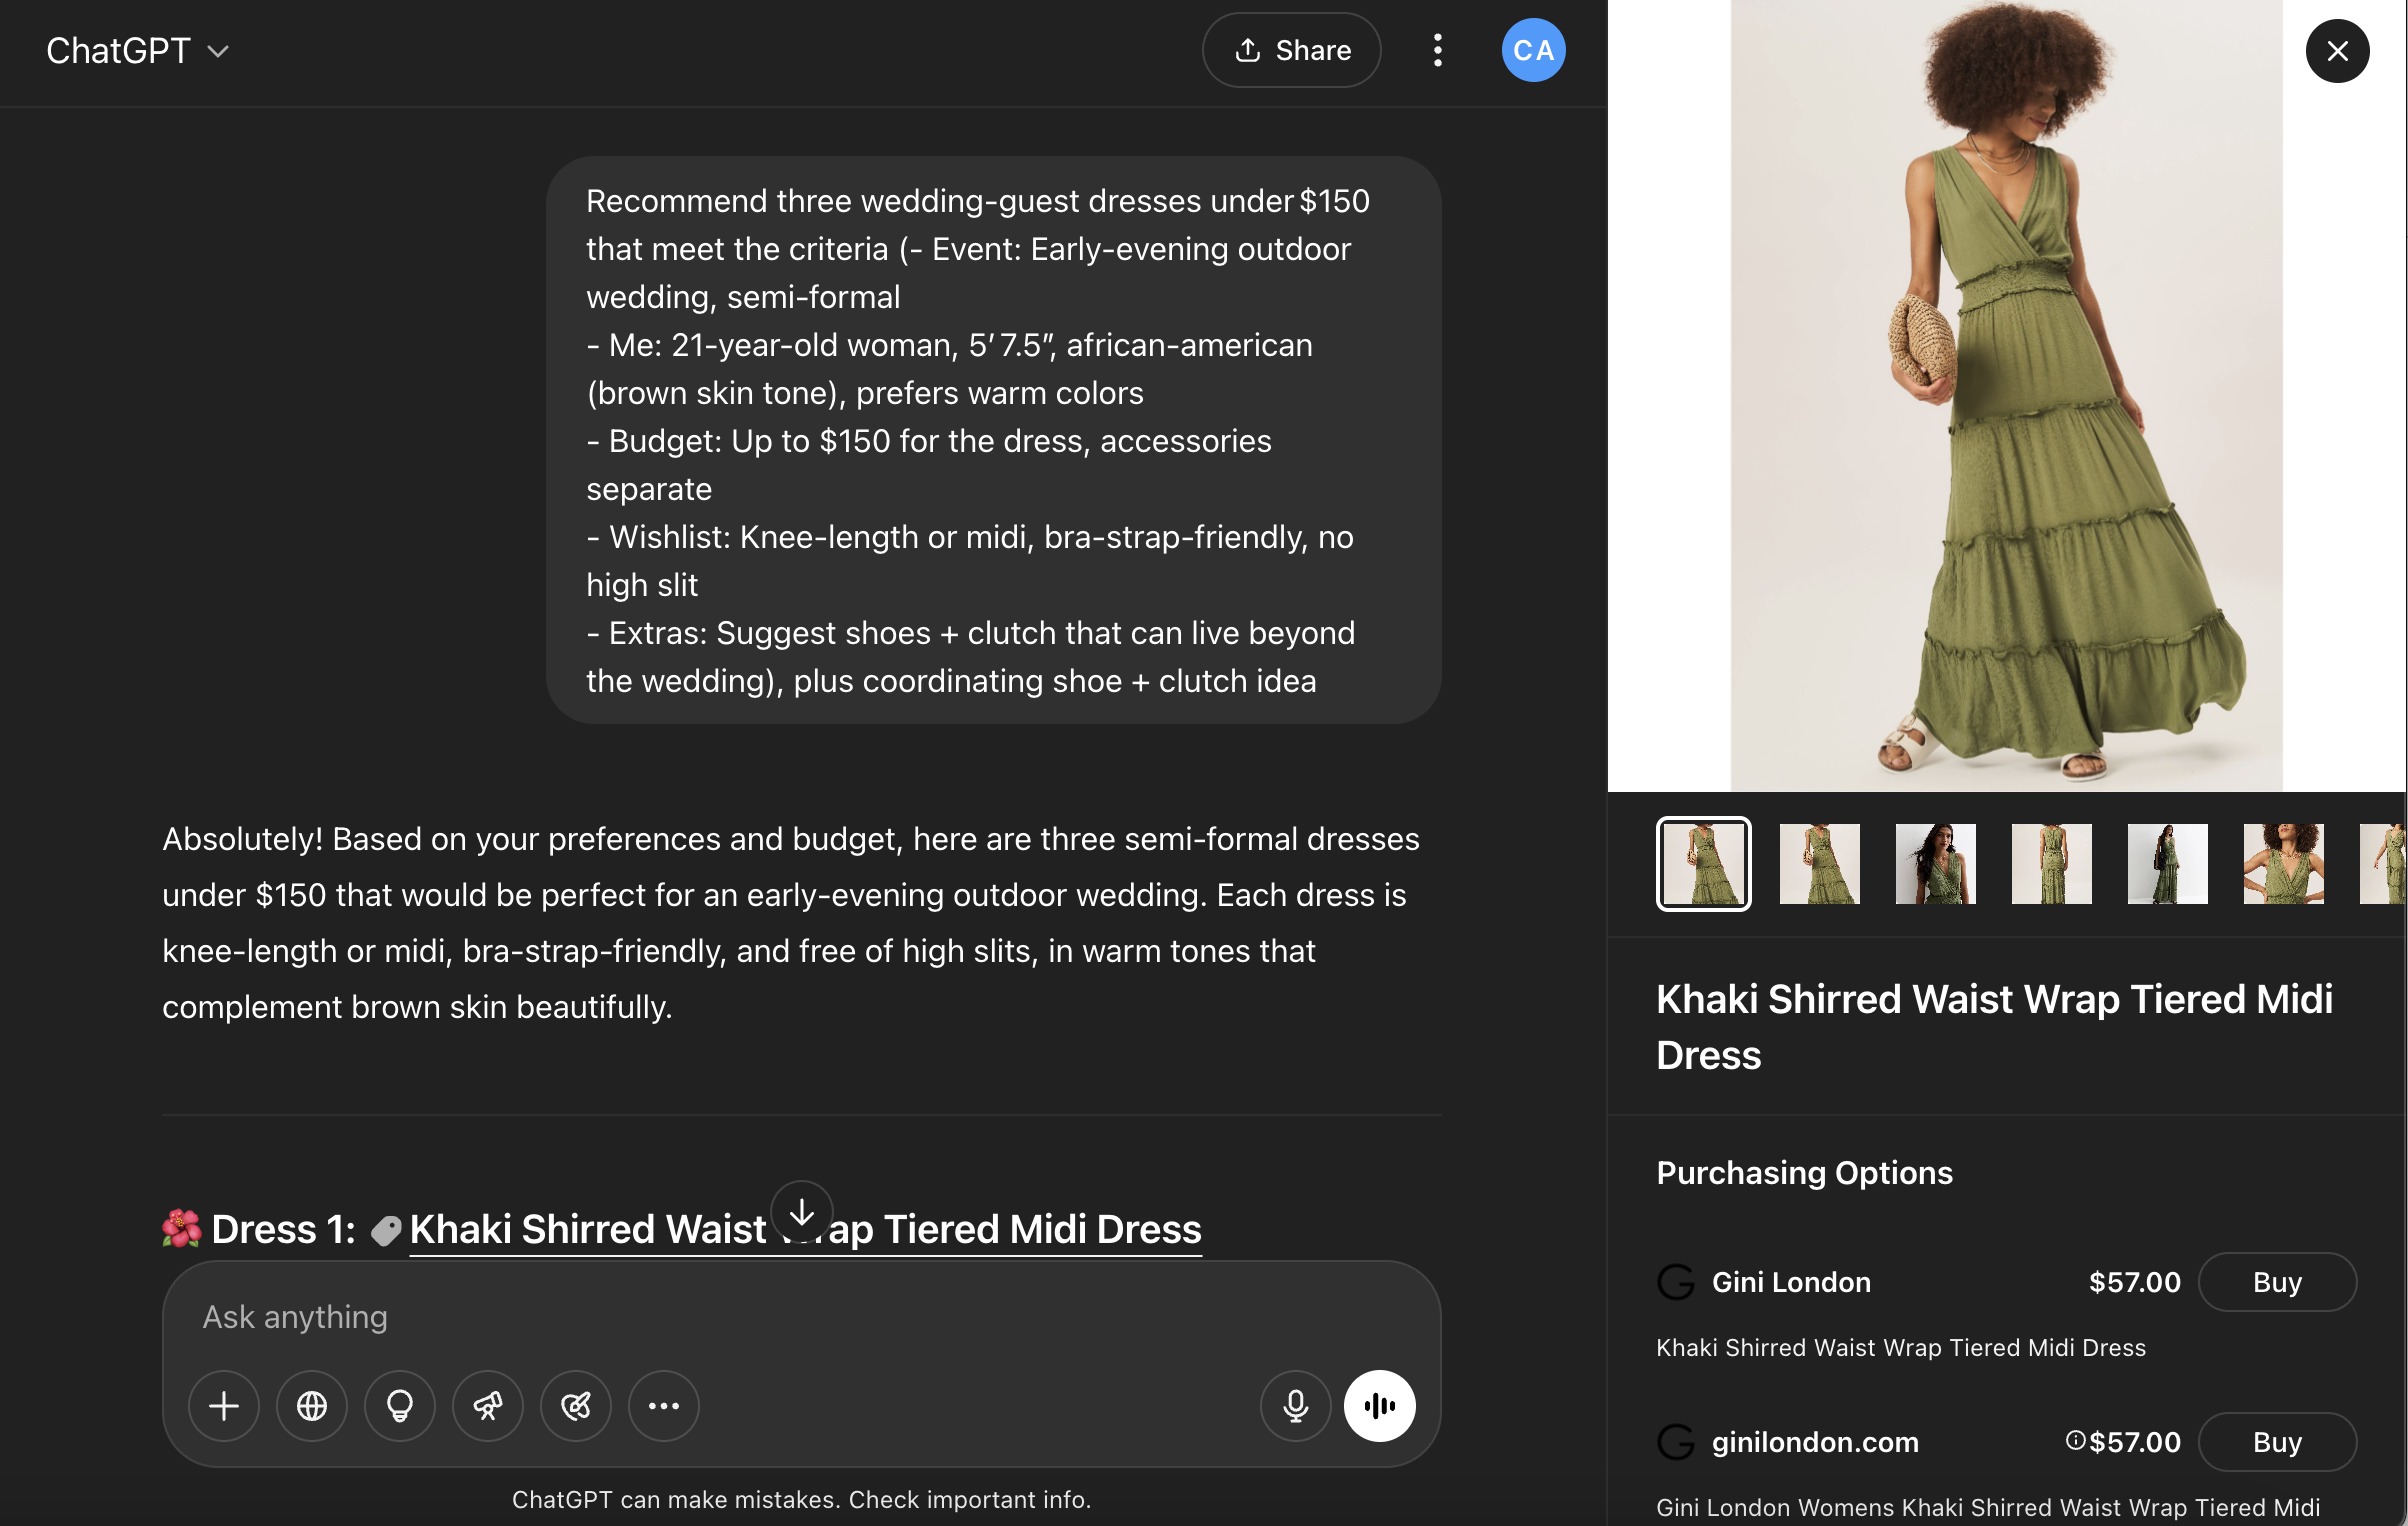 ChatGPT
Share
CA
Recommend three wedding-guest dresses under $150
that meet the criteria (- Event: Early-evening outdoor
wedding, semi-formal
- Me: 21-year-old woman, 5′ 7.5″, african-american
(brown skin tone), prefers warm colors
- Budget: Up to $150 for the dress, accessories
separate
- Wishlist: Knee-length or midi, bra-strap-friendly, no
high slit
- Extras: Suggest shoes + clutch that can live beyond
the wedding), plus coordinating shoe + clutch idea
Absolutely! Based on your preferences and budget, here are three semi-formal dresses
under $150 that would be perfect for an early-evening outdoor wedding. Each dress is
knee-length or midi, bra-strap-friendly, and free of high slits, in warm tones that
complement brown skin beautifully.
Dress 1: Khaki Shirred Waist Wrap Tiered Midi Dress
Ask anything
ChatGPT can make mistakes. Check important info.
Khaki Shirred Waist Wrap Tiered Midi
Dress
Purchasing Options
Gini London $57.00 Buy
Khaki Shirred Waist Wrap Tiered Midi Dress
ginilondon.com $57.00 Buy
Gini London Womens Khaki Shirred Waist Wrap Tiered Midi